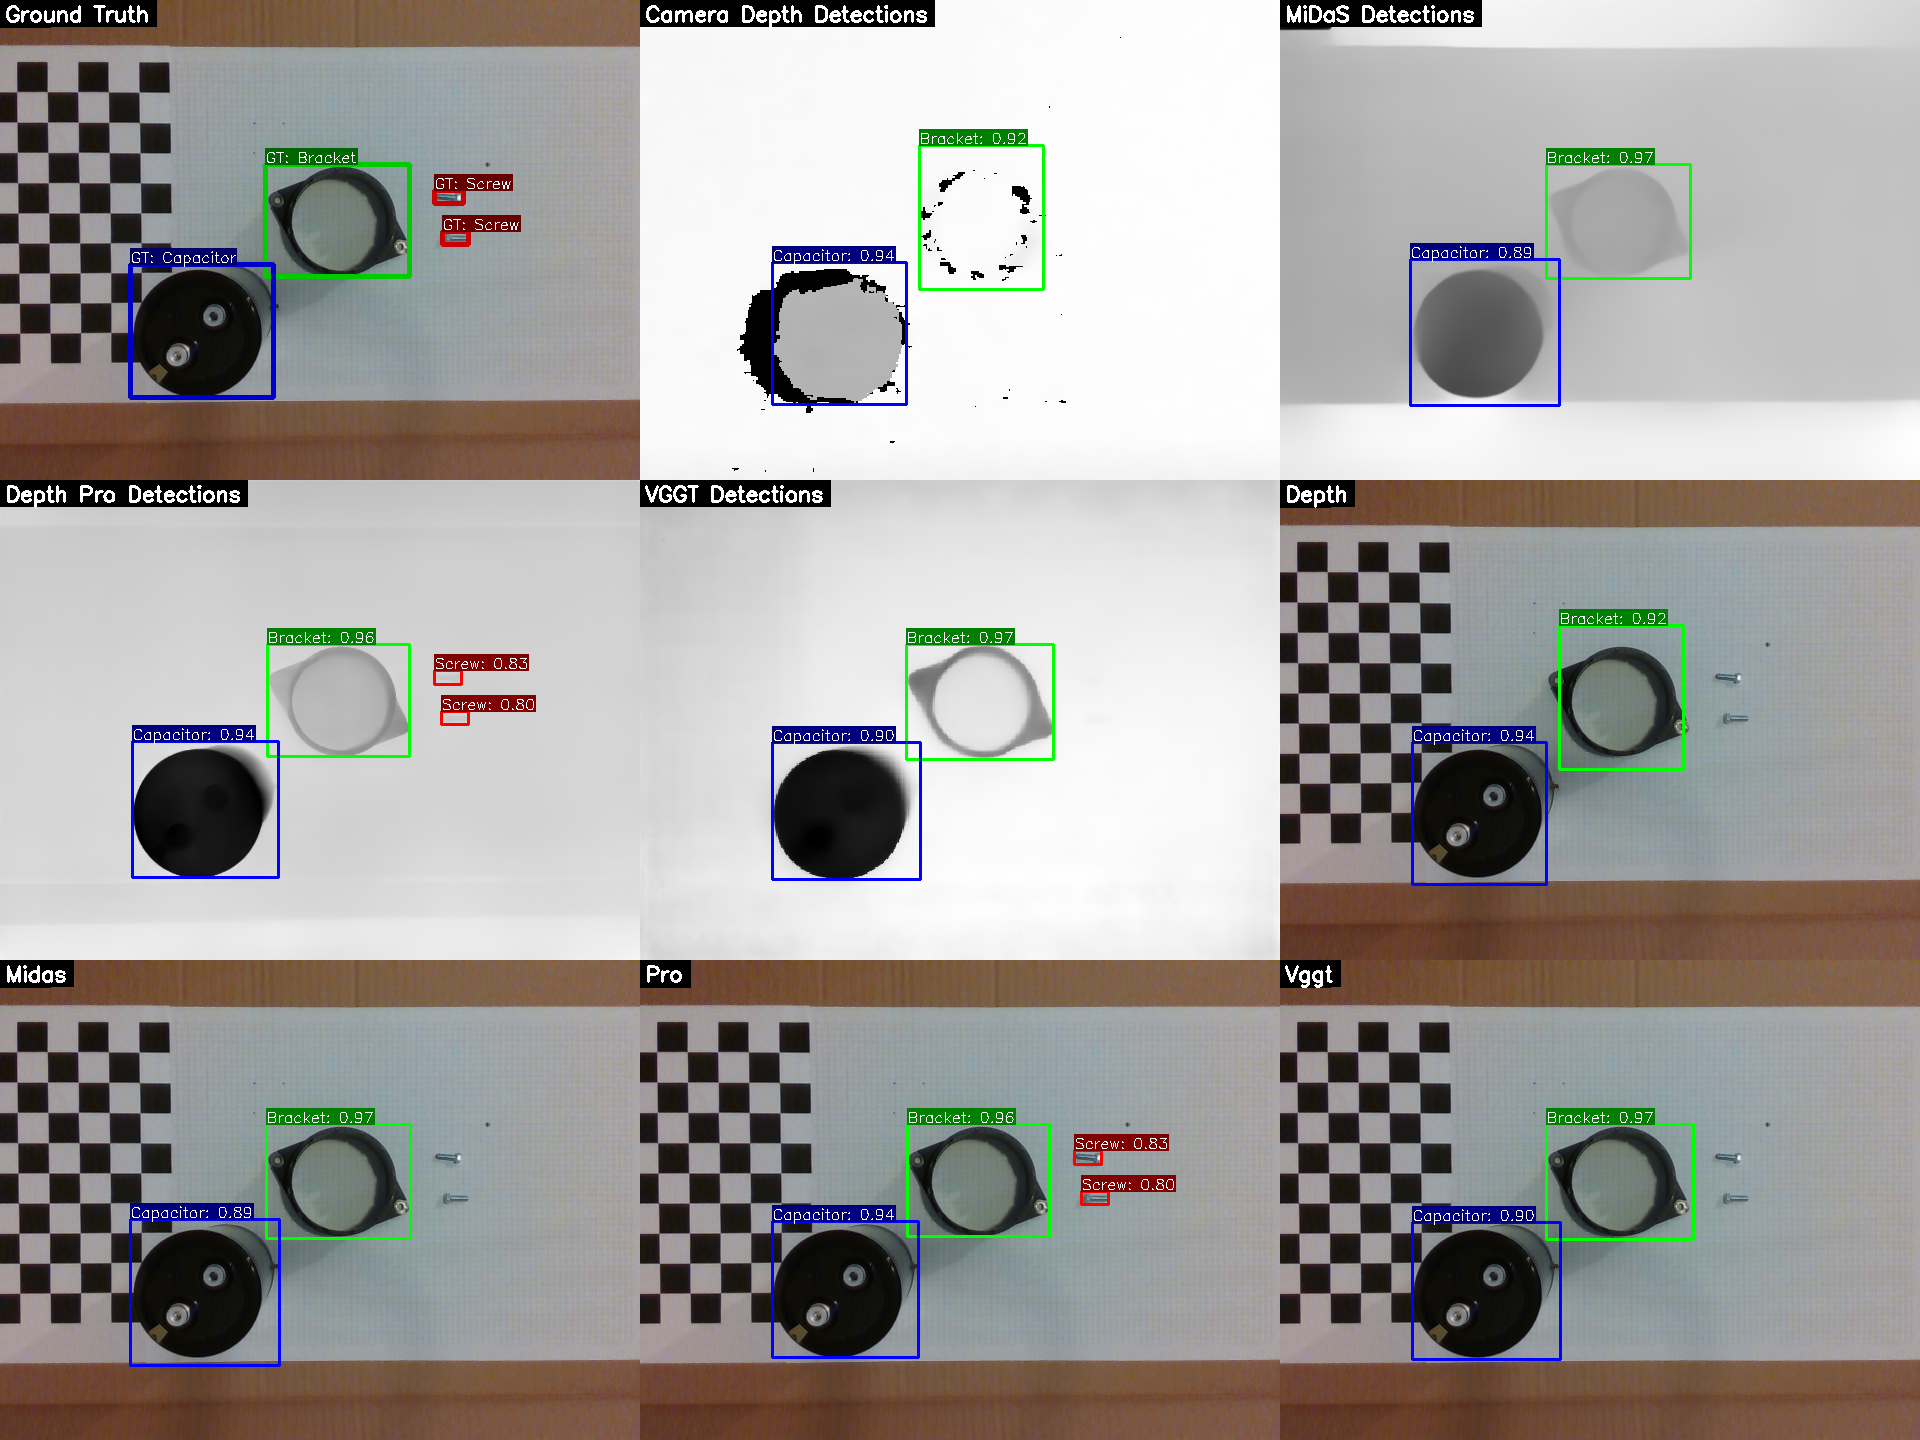 Ground Truth
Camera Depth Detections
MiDaS Detections
GT: Bracket
GT: Screw
GT: Screw
GT: Capacitor
Bracket: 0.92
Capacitor: 0.94
Bracket: 0.97
Capacitor: 0.89
Depth Pro Detections
VGGT Detections
Depth
Bracket: 0.96
Screw: 0.83
Screw: 0.80
Capacitor: 0.94
Bracket: 0.97
Capacitor: 0.90
Bracket: 0.92
Capacitor: 0.94
Midas
Pro
Vggt
Bracket: 0.97
Capacitor: 0.89
Bracket: 0.96
Screw: 0.83
Screw: 0.80
Capacitor: 0.94
Bracket: 0.97
Capacitor: 0.90